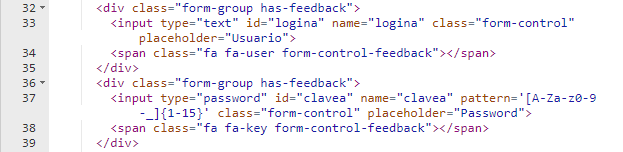 32 <div class="form-group has-feedback">
33 <input type="text" id="logina" name="logina" class="form-control"
placeholder="Usuario">
34 <span class="fa fa-user form-control-feedback"></span>
35 </div>
36 <div class="form-group has-feedback">
37 <input type="password" id="clavea" name="clavea" pattern='[A-Za-z0-9
-_]{1-15}' class="form-control" placeholder="Password">
38 <span class="fa fa-key form-control-feedback"></span>
39 </div>